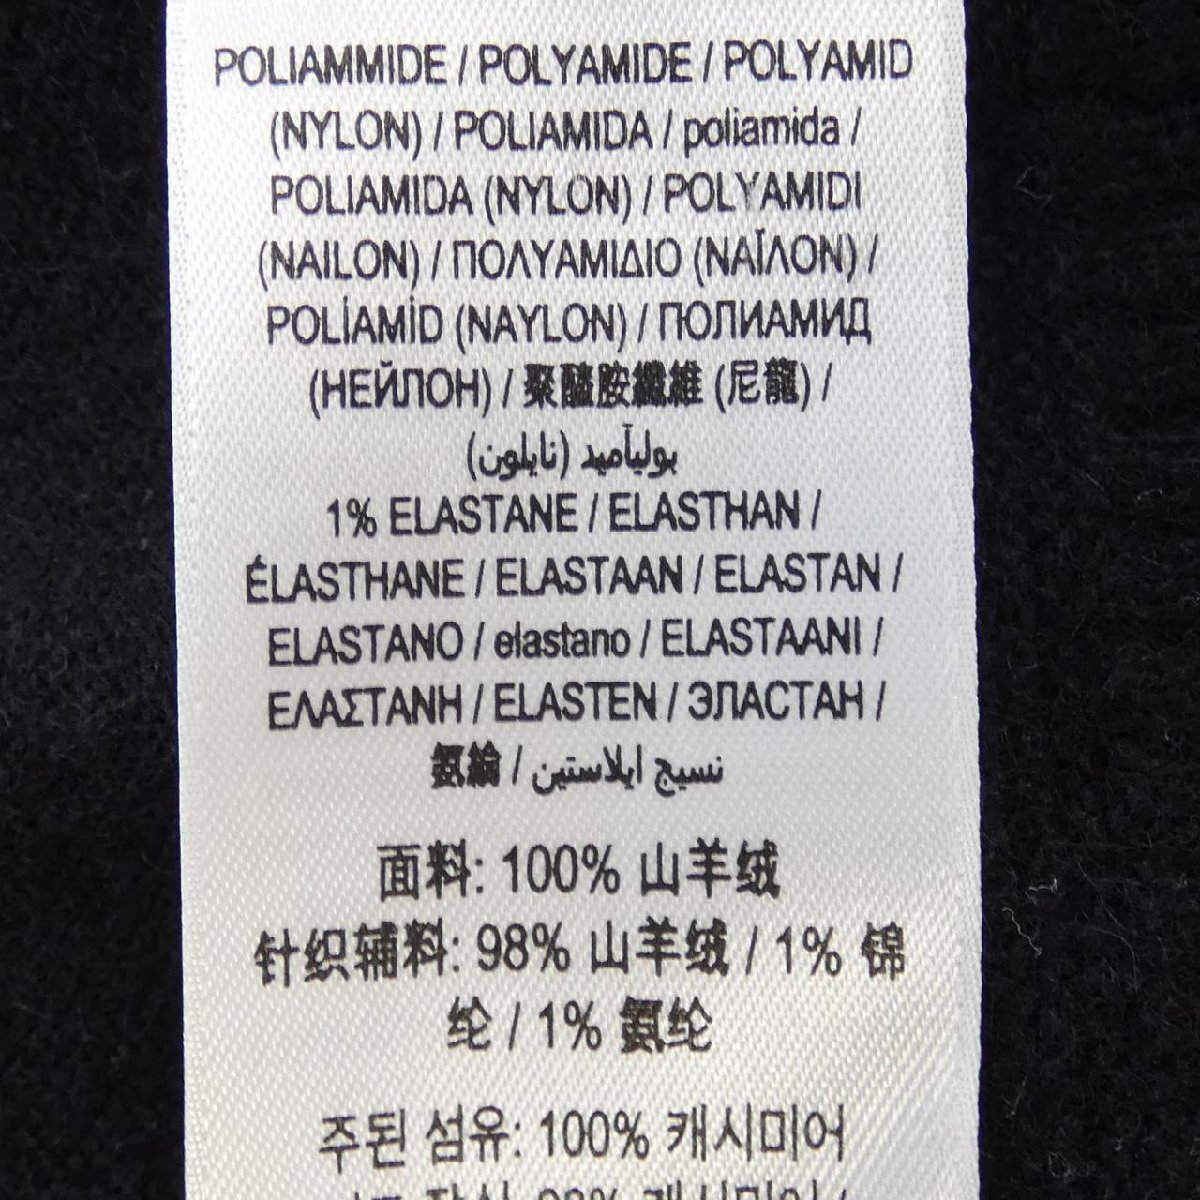 POLIAMMIDE / POLYAMIDE / POLYAMID
(NYLON) / POLIAMIDA / poliamida /
POLIAMIDA (NYLON) / POLYAMIDI
(NAILON) / ΠΟΛΥΑΜΙΔΙΟ (ΝΑΪΛΟΝ) /
POLİAMİD (NAYLON) / ПОЛИАМИД
(НЕЙЛОН) / 聚醯胺纖維 (尼龍) /
بوليآميد (نايلون)
1% ELASTANE / ELASTHAN /
ÉLASTHANE / ELASTAAN / ELASTAN /
ELASTANO / elastano / ELASTAANI /
ΕΛΑΣΤΑΝΗ / ELASTEN / ЭЛАСТАН /
氨綸 / نسيج ايلاستين
面料: 100% 山羊绒
针织辅料: 98% 山羊绒 / 1% 锦
纶 / 1% 氨纶
주된 섬유: 100% 캐시미어